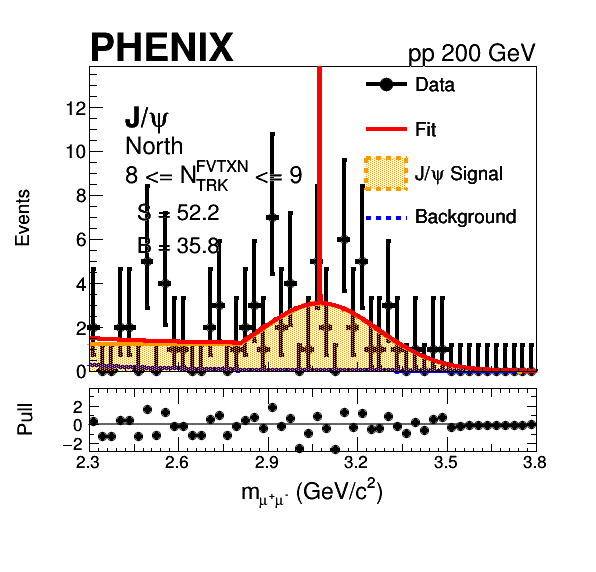 PHENIX pp 200 GeV
J/ψ
North
8 <= N_TRK^FVTXN <= 9
S = 52.2
B = 35.8
Data
Fit
J/ψ Signal
Background
Events
12
10
8
6
4
2
0
Pull
2
0
−2
2.3 2.6 2.9 3.2 3.5 3.8
m_μ⁺μ⁻ (GeV/c²)